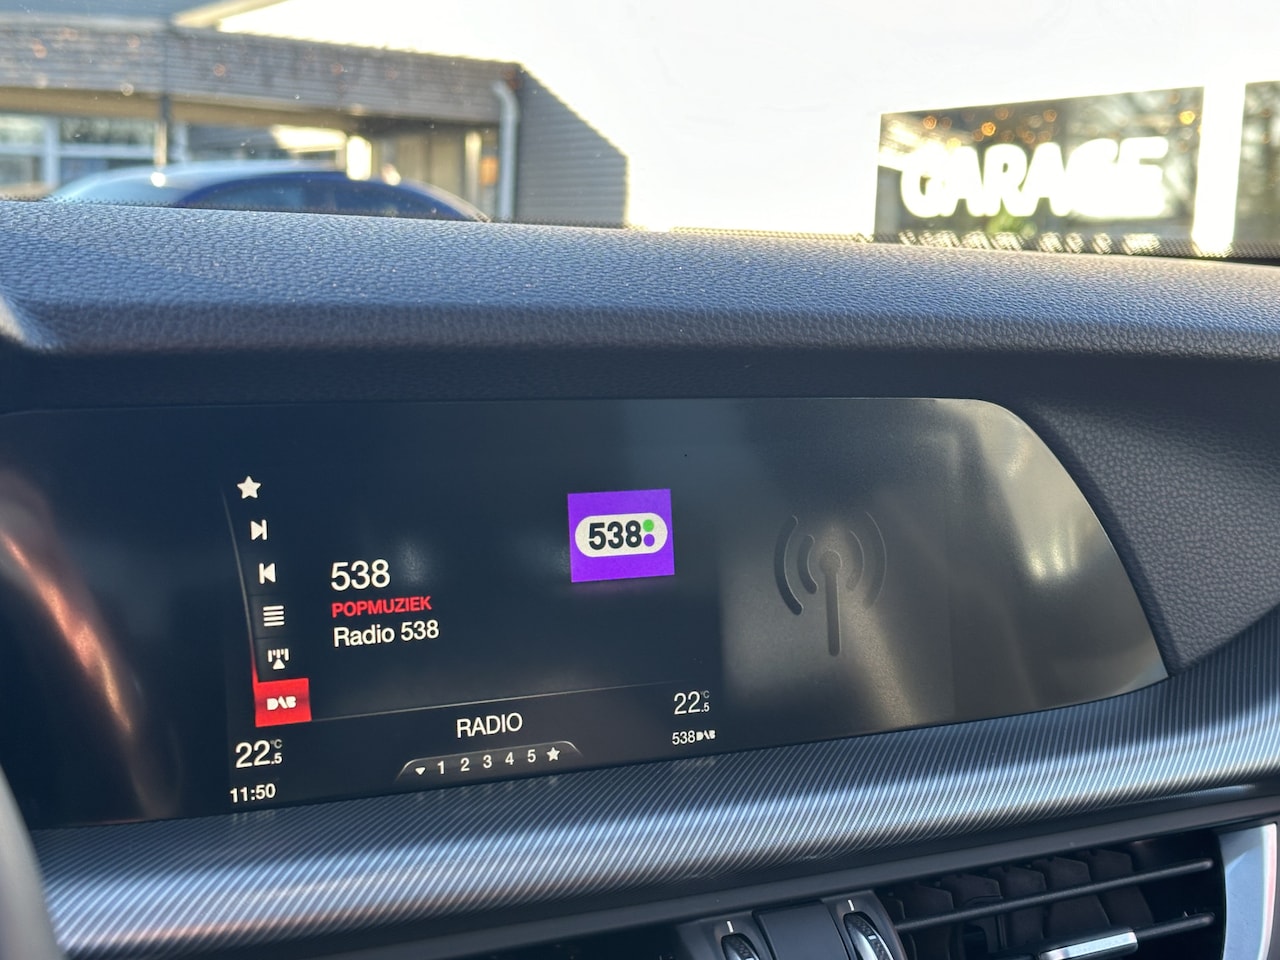 GARAGE
538
538
POPMUZIEK
Radio 538
DAB
22.5°C
RADIO
22.5°C
1 2 3 4 5
538DAB
11:50